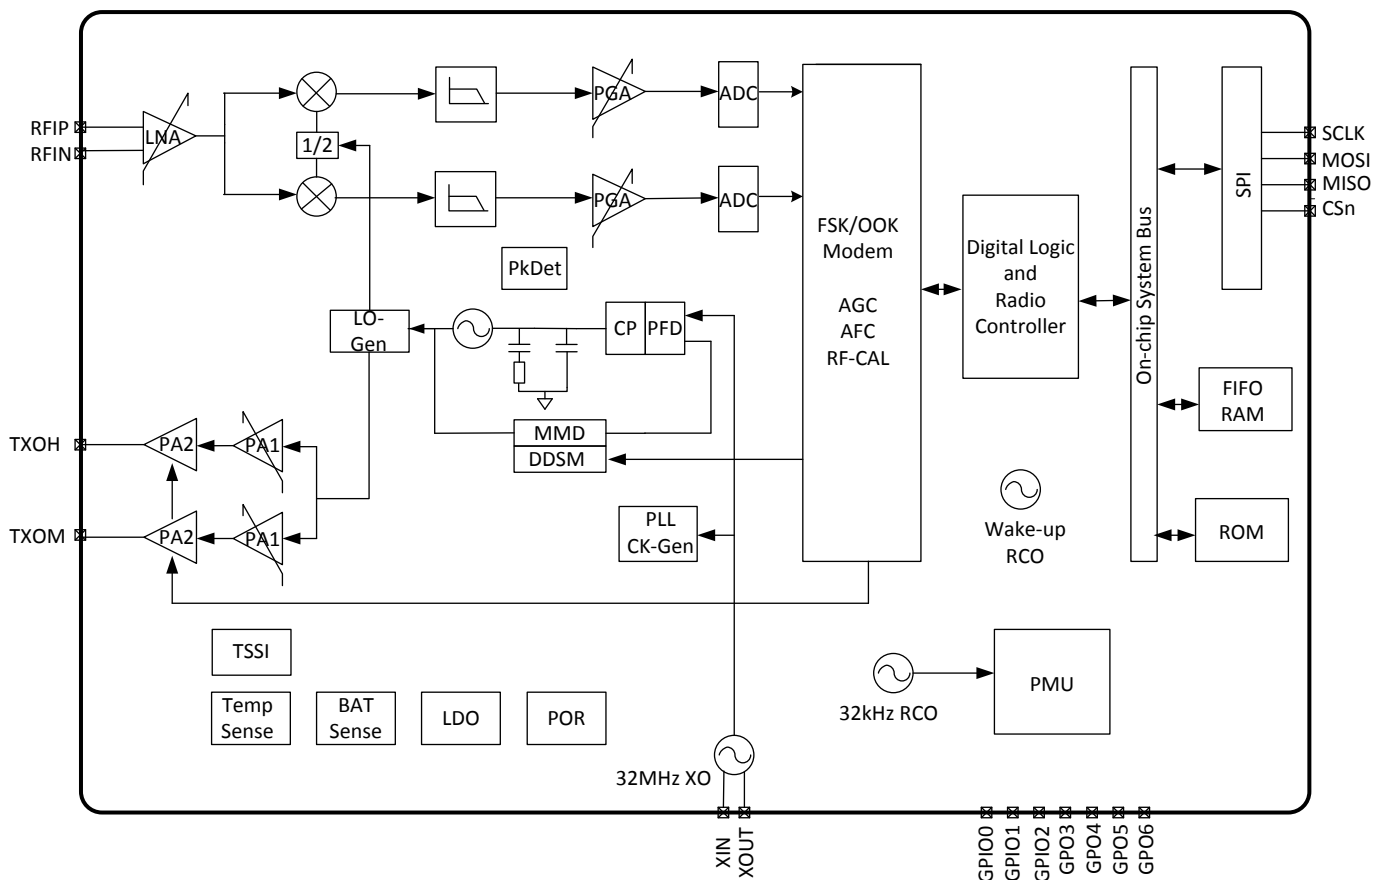 RFIP
RFIN
LNA
1/2
PGA
ADC
PGA
ADC
PkDet
LO-
Gen
CP
PFD
MMD
DDSM
FSK/OOK
Modem
AGC
AFC
RF-CAL
Digital Logic
and
Radio
Controller
On-chip System Bus
SPI
SCLK
MOSI
MISO
CSn
FIFO
RAM
ROM
TXOH
PA2
PA1
TXOM
PA2
PA1
PLL
CK-Gen
Wake-up
RCO
TSSI
Temp
Sense
BAT
Sense
LDO
POR
32kHz RCO
PMU
32MHz XO
XIN
XOUT
GPIO0
GPIO1
GPIO2
GPO3
GPO4
GPO5
GPO6